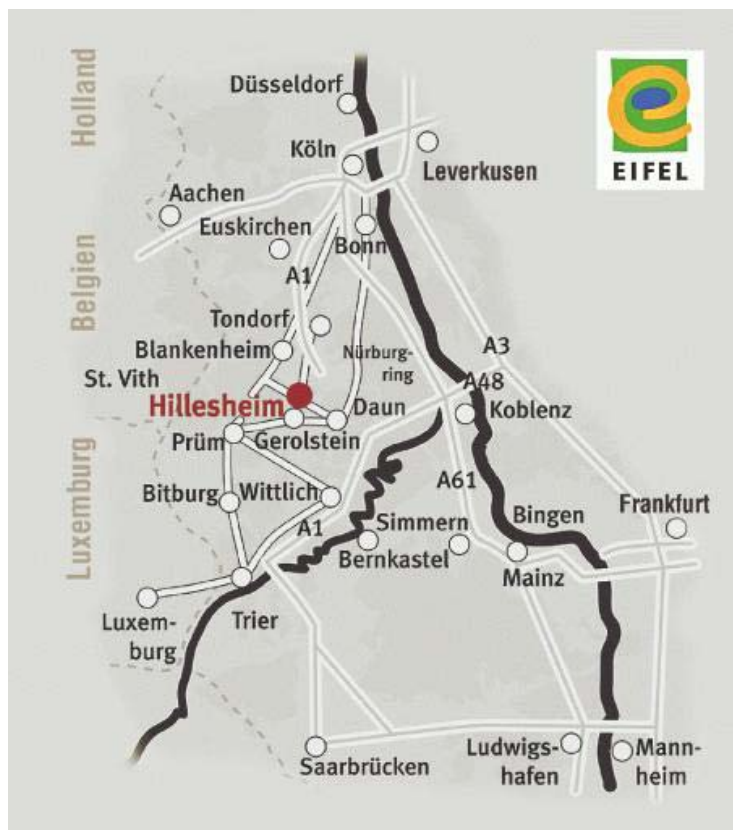 Holland
Düsseldorf
EIFEL
Köln
Leverkusen
Aachen
Euskirchen
Bonn
Belgien
A1
Tondorf
Blankenheim
Nürburg-
ring
A3
St. Vith
A48
Hillesheim
Daun
Koblenz
Prüm
Gerolstein
Luxemburg
Bitburg
Wittlich
A61
A1
Simmern
Bingen
Frankfurt
Bernkastel
Mainz
Luxem-
burg
Trier
Saarbrücken
Ludwigs-
hafen
Mann-
heim